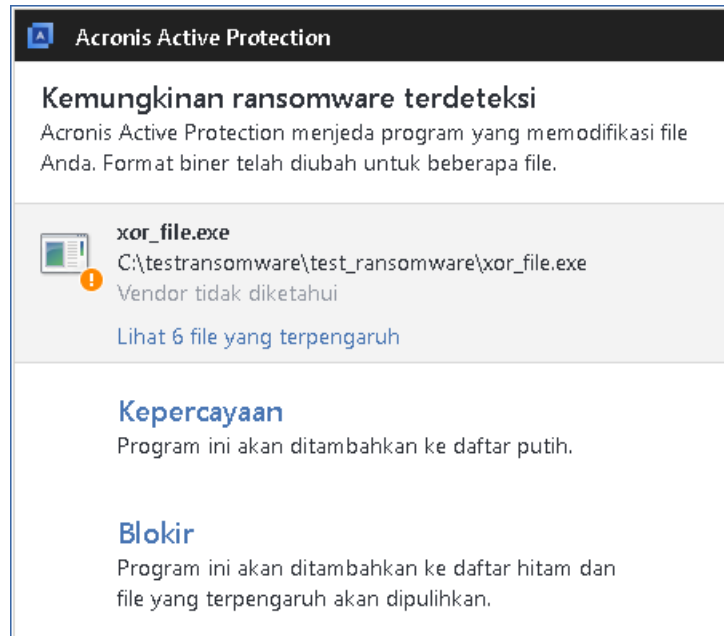 Acronis Active Protection
Kemungkinan ransomware terdeteksi
Acronis Active Protection menjeda program yang memodifikasi file
Anda. Format biner telah diubah untuk beberapa file.
xor_file.exe
C:\testransomware\test_ransomware\xor_file.exe
Vendor tidak diketahui
Lihat 6 file yang terpengaruh
Kepercayaan
Program ini akan ditambahkan ke daftar putih.
Blokir
Program ini akan ditambahkan ke daftar hitam dan
file yang terpengaruh akan dipulihkan.